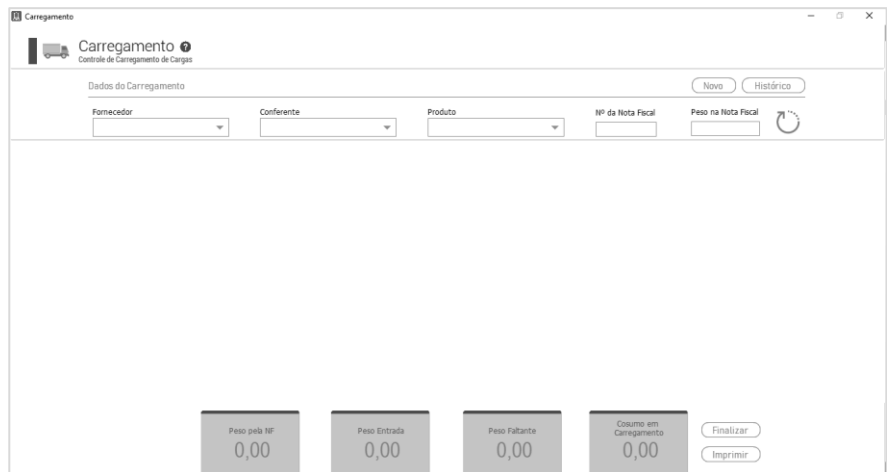 Carregamento
Carregamento ?
Controle de Carregamento de Cargas
Dados do Carregamento
Novo
Histórico
Fornecedor
Conferente
Produto
Nº da Nota Fiscal
Peso na Nota Fiscal
Peso pela NF
0,00
Peso Entrada
0,00
Peso Faltante
0,00
Cosumo em
Carregamento
0,00
Finalizar
Imprimir